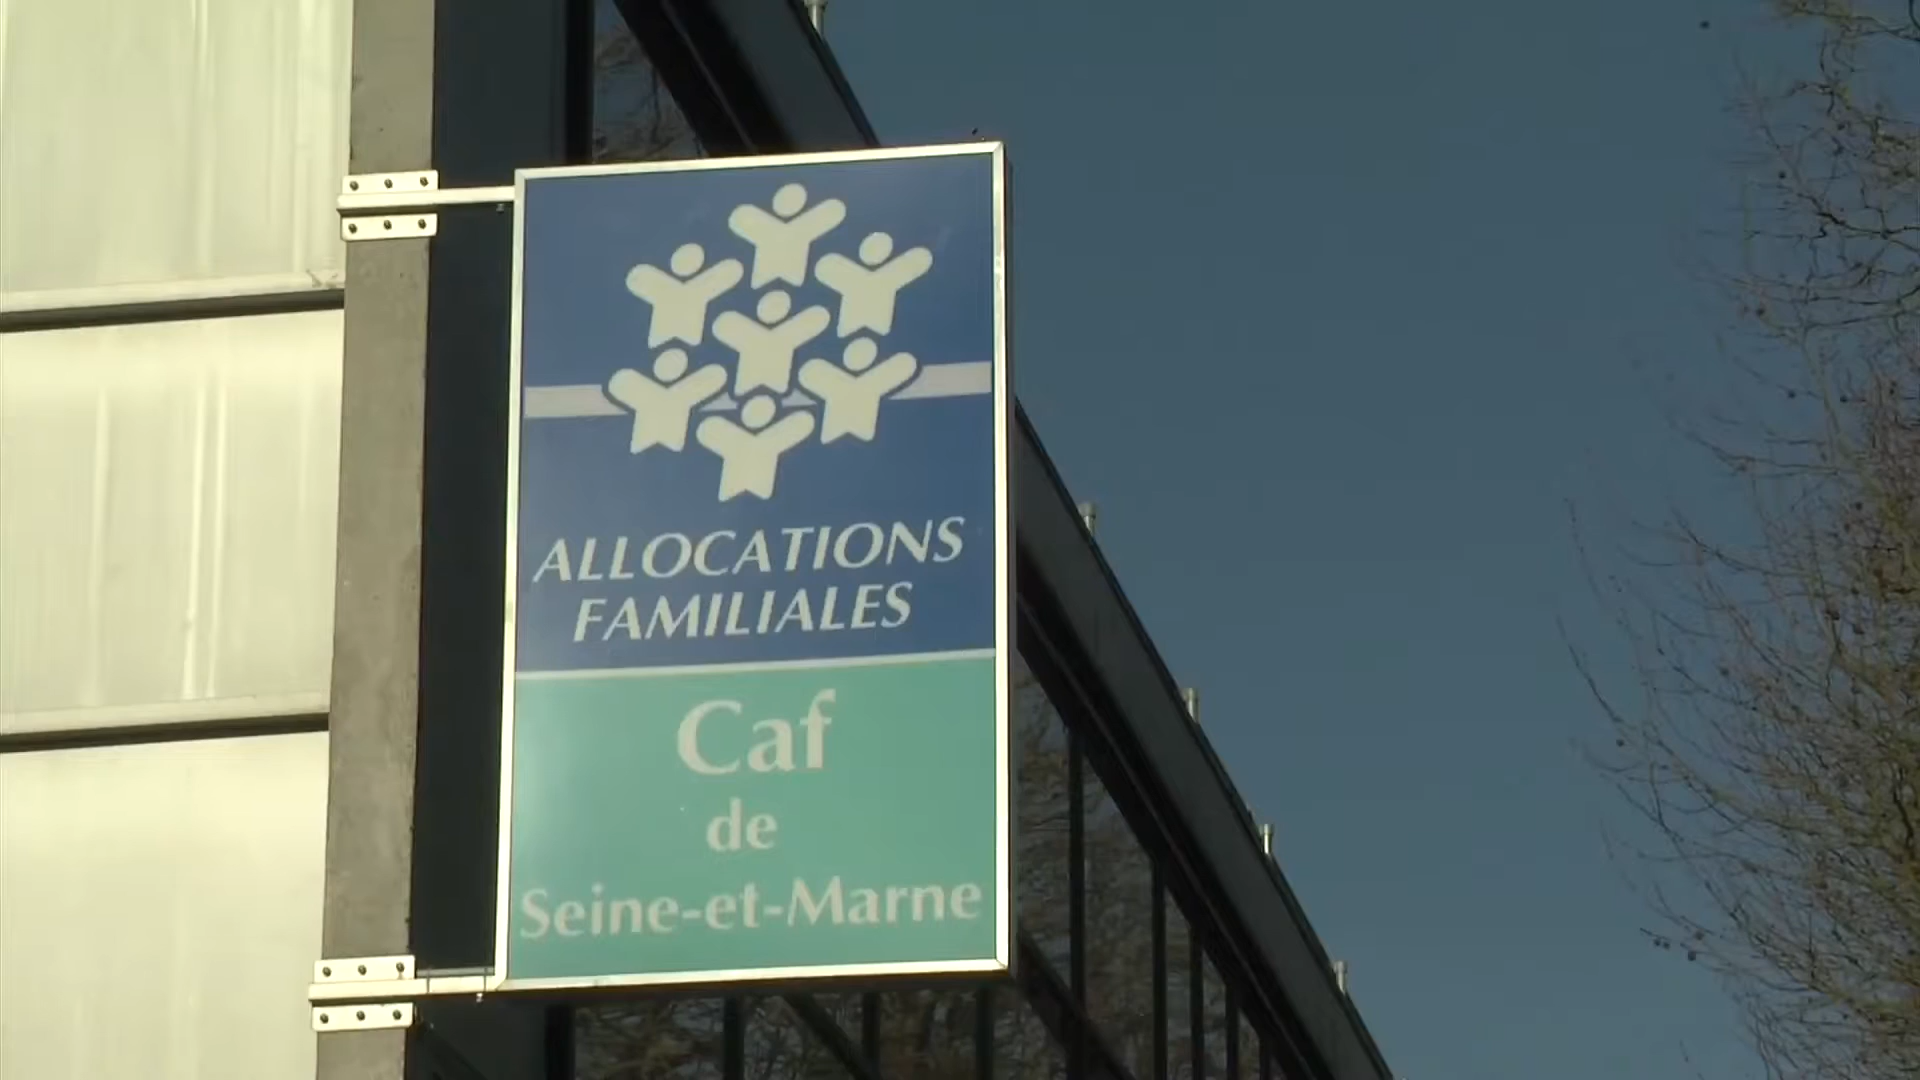 ALLOCATIONS
FAMILIALES
Caf
de
Seine-et-Marne